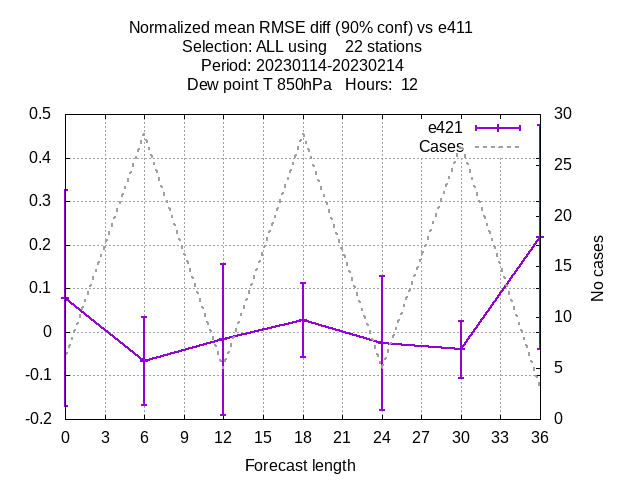 Normalized mean RMSE diff (90% conf) vs e411
Selection: ALL using    22 stations
Period: 20230114-20230214
Dew point T 850hPa   Hours:  12
e421
Cases
0.5
0.4
0.3
0.2
0.1
0
-0.1
-0.2
30
25
20
15
10
5
0
No cases
0 3 6 9 12 15 18 21 24 27 30 33 36
Forecast length